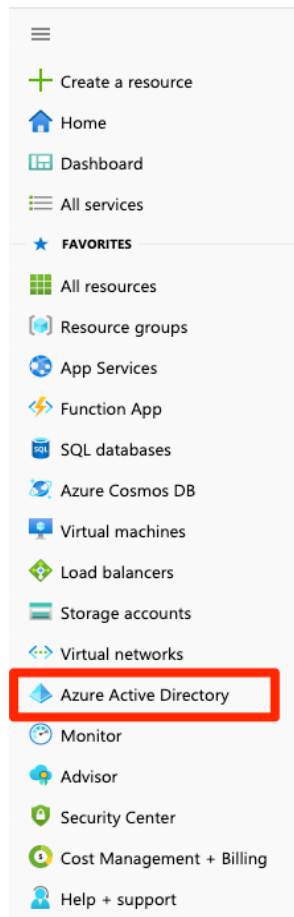 Create a resource
Home
Dashboard
All services
FAVORITES
All resources
Resource groups
App Services
Function App
SQL databases
Azure Cosmos DB
Virtual machines
Load balancers
Storage accounts
Virtual networks
Azure Active Directory
Monitor
Advisor
Security Center
Cost Management + Billing
Help + support